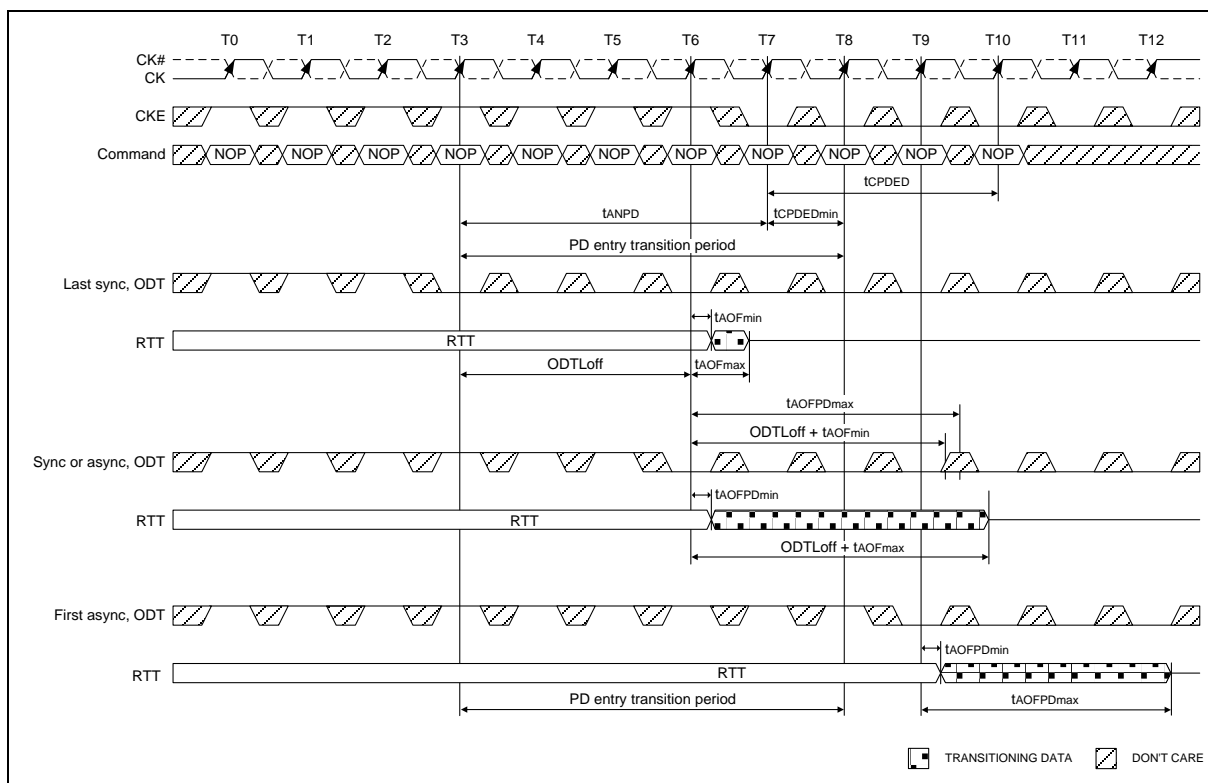 T0 T1 T2 T3 T4 T5 T6 T7 T8 T9 T10 T11 T12
CK#
CK
CKE
Command NOP NOP NOP NOP NOP NOP NOP NOP NOP NOP NOP
tCPDED
tANPD tCPDEDmin
PD entry transition period
Last sync, ODT
tAOFmin
RTT RTT
ODTLoff tAOFmax
tAOFPDmax
ODTLoff + tAOFmin
Sync or async, ODT
tAOFPDmin
RTT RTT
ODTLoff + tAOFmax
First async, ODT
tAOFPDmin
RTT RTT
PD entry transition period tAOFPDmax
TRANSITIONING DATA DON'T CARE